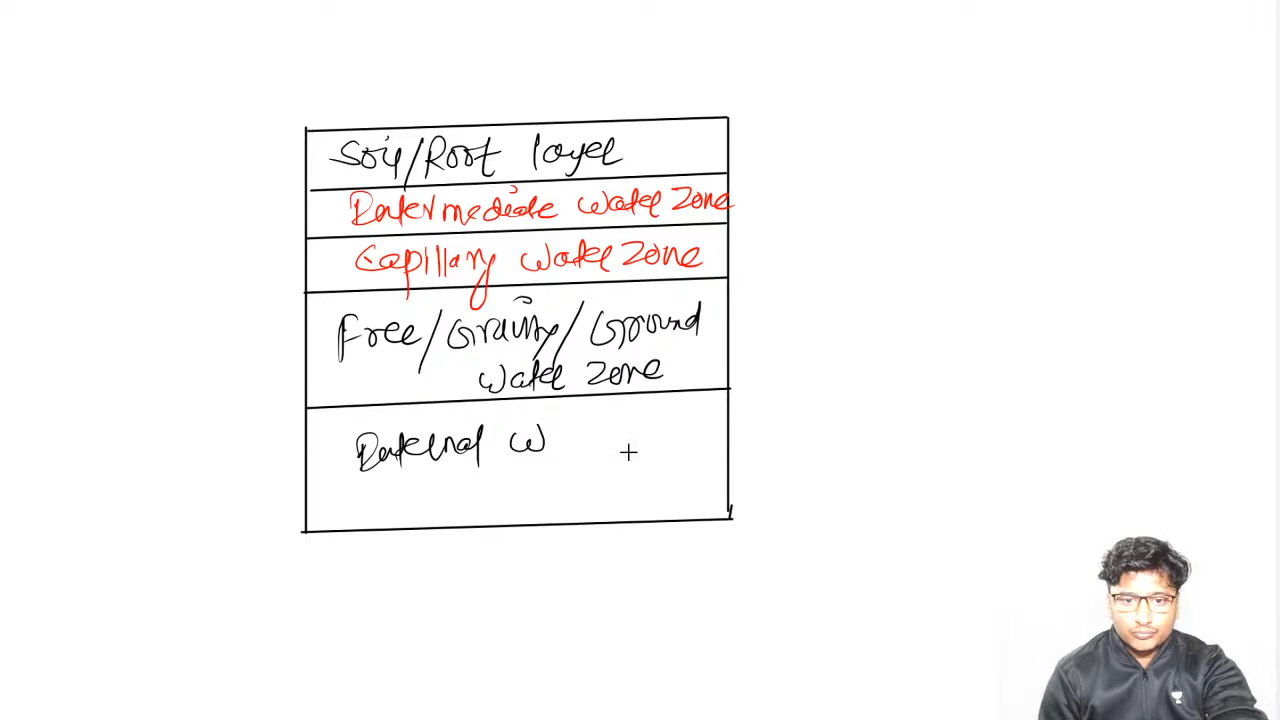 Soil/Root layer
Intermediate water zone
Capillary water zone
Free/Gravity/Ground
water zone
Internal w